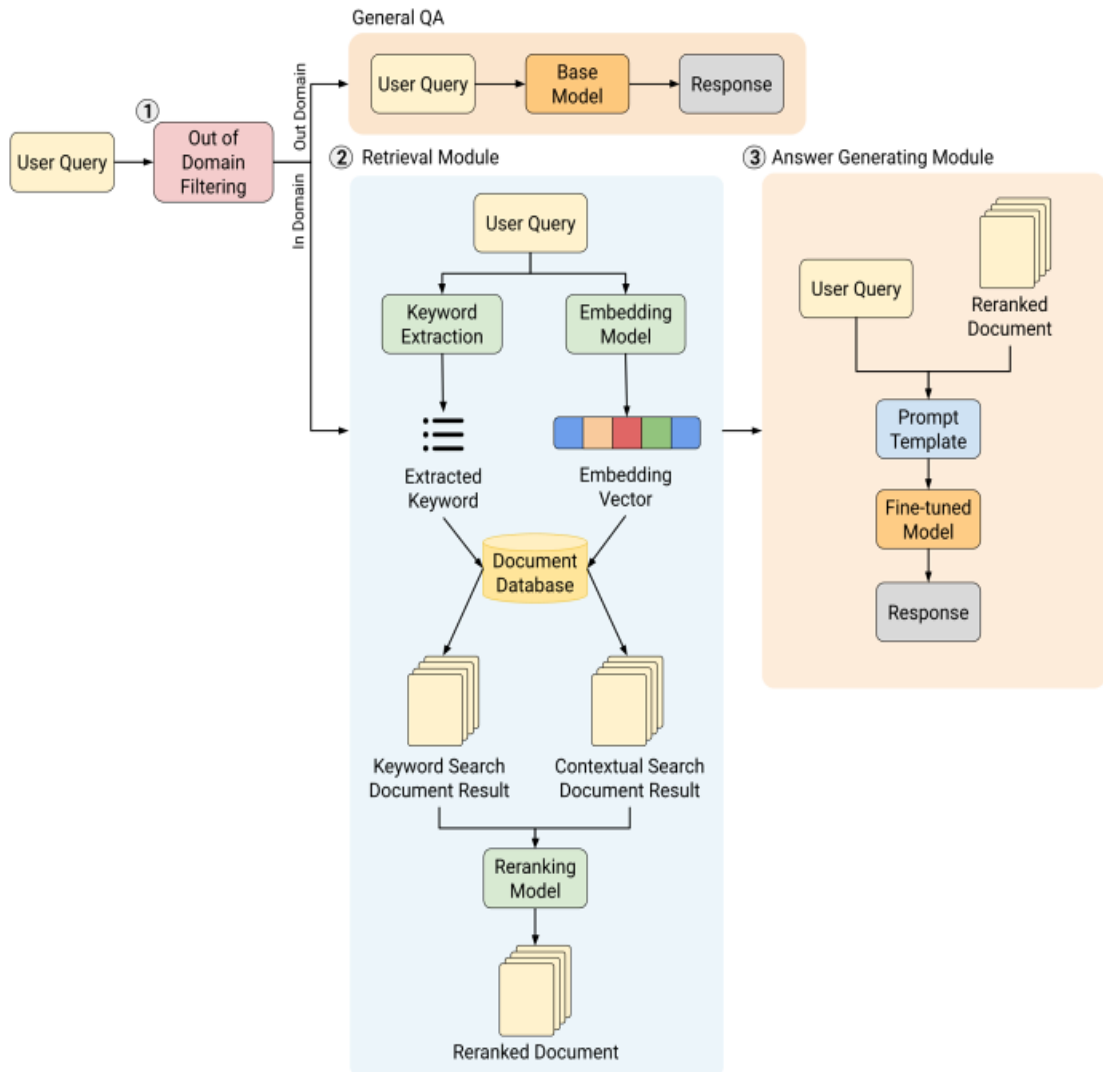 General QA
User Query
Base
Model
Response
1
User Query
Out of
Domain
Filtering
Out Domain
In Domain
2 Retrieval Module
User Query
Keyword
Extraction
Embedding
Model
Extracted
Keyword
Embedding
Vector
Document
Database
Keyword Search
Document Result
Contextual Search
Document Result
Reranking
Model
Reranked Document
3 Answer Generating Module
User Query
Reranked
Document
Prompt
Template
Fine-tuned
Model
Response